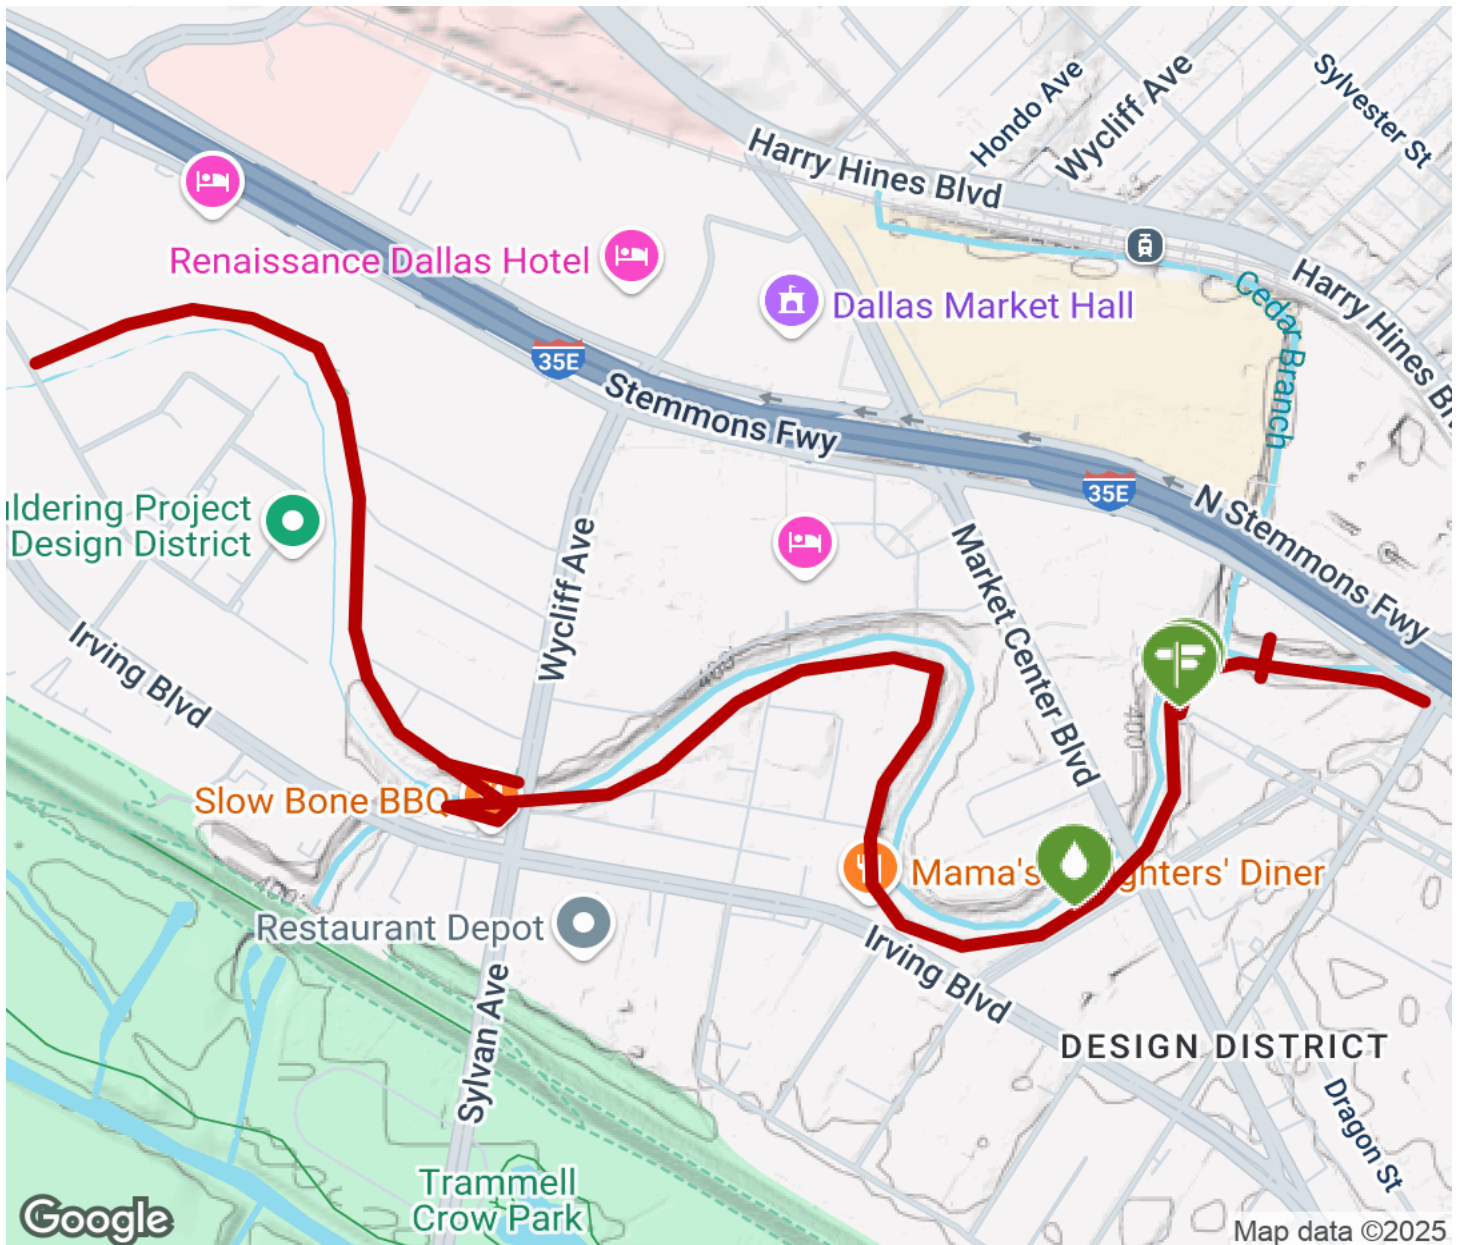 Hondo Ave
Wycliff Ave
Sylvester St
Harry Hines Blvd
Renaissance Dallas Hotel
Dallas Market Hall
Cedar Branch
Harry Hines
35E
Stemmons Fwy
35E
N Stemmons Fwy
ldering Project
Design District
Wycliff Ave
Market Center Blvd
Irving Blvd
Slow Bone BBQ
Mama's
ghters' Diner
Restaurant Depot
Irving Blvd
Sylvan Ave
DESIGN DISTRICT
Dragon St
Trammell
Crow Park
Google
Map data ©2025